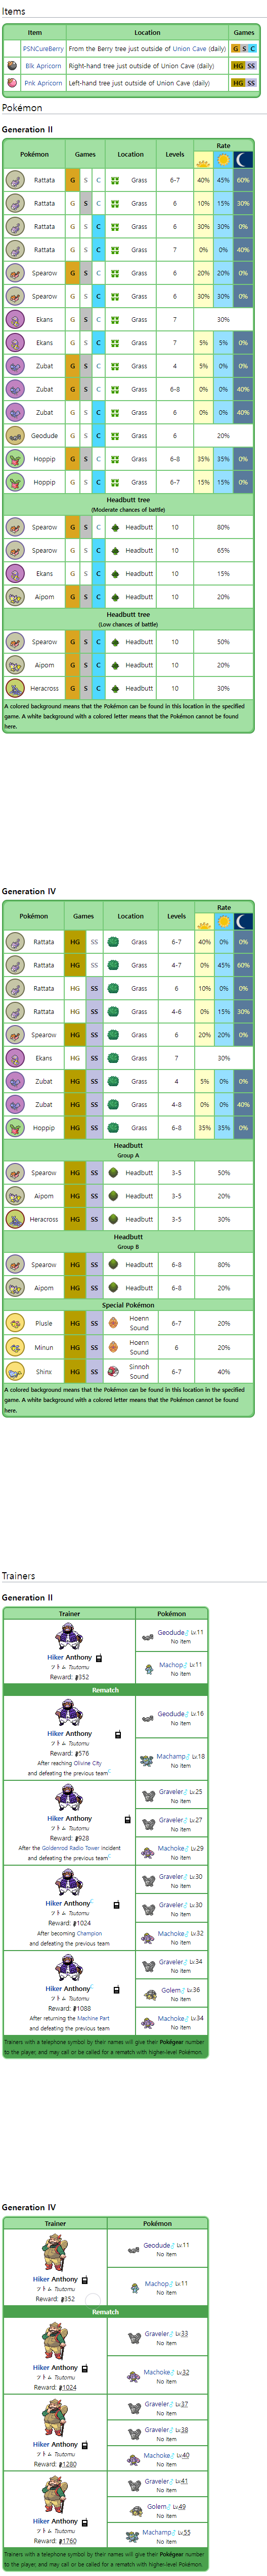 Items
Item Location Games
PSNCureBerry From the Berry tree just outside of Union Cave (daily) G S C
Blk Apricorn Right-hand tree just outside of Union Cave (daily) HG SS
Pnk Apricorn Left-hand tree just outside of Union Cave (daily) HG SS
Pokémon
Generation II
Pokémon Games Location Levels Rate
Rattata G S C Grass 6-7 40% 45% 60%
Rattata G S C Grass 6 10% 15% 30%
Rattata G S C Grass 6 30% 30% 0%
Rattata G S C Grass 7 0% 0% 40%
Spearow G S C Grass 6 20% 20% 0%
Spearow G S C Grass 6 30% 30% 0%
Ekans G S C Grass 7 30%
Ekans G S C Grass 7 5% 5% 0%
Zubat G S C Grass 4 5% 0% 0%
Zubat G S C Grass 6-8 0% 0% 40%
Zubat G S C Grass 6 0% 0% 40%
Geodude G S C Grass 6 20%
Hoppip G S C Grass 6-8 35% 35% 0%
Hoppip G S C Grass 6-7 15% 15% 0%
Headbutt tree
(Moderate chances of battle)
Spearow G S C Headbutt 10 80%
Spearow G S C Headbutt 10 65%
Ekans G S C Headbutt 10 15%
Aipom G S C Headbutt 10 20%
Headbutt tree
(Low chances of battle)
Spearow G S C Headbutt 10 50%
Aipom G S C Headbutt 10 20%
Heracross G S C Headbutt 10 30%
A colored background means that the Pokémon can be found in this location in the specified
game. A white background with a colored letter means that the Pokémon cannot be found
here.
Generation IV
Pokémon Games Location Levels Rate
Rattata HG SS Grass 6-7 40% 0% 0%
Rattata HG SS Grass 4-7 0% 45% 60%
Rattata HG SS Grass 6 10% 0% 0%
Rattata HG SS Grass 4-6 0% 15% 30%
Spearow HG SS Grass 6 20% 20% 0%
Ekans HG SS Grass 7 30%
Zubat HG SS Grass 4 5% 0% 0%
Zubat HG SS Grass 4-8 0% 0% 40%
Hoppip HG SS Grass 6-8 35% 35% 0%
Headbutt
Group A
Spearow HG SS Headbutt 3-5 50%
Aipom HG SS Headbutt 3-5 20%
Heracross HG SS Headbutt 3-5 30%
Headbutt
Group B
Spearow HG SS Headbutt 6-8 80%
Aipom HG SS Headbutt 6-8 20%
Special Pokémon
Plusle HG SS Hoenn Sound 6-7 20%
Minun HG SS Hoenn Sound 6 20%
Shinx HG SS Sinnoh Sound 6-7 40%
A colored background means that the Pokémon can be found in this location in the specified
game. A white background with a colored letter means that the Pokémon cannot be found
here.
Trainers
Generation II
Trainer Pokémon
Hiker Anthony
ツトム Tsutomu
Reward: 352
Geodude♂ Lv.11
No item
Machop♂ Lv.11
No item
Rematch
Hiker Anthony
ツトム Tsutomu
Reward: 576
After reaching Olivine City
and defeating the previous team
Geodude♂ Lv.16
No item
Machamp♂ Lv.18
No item
Hiker Anthony
ツトム Tsutomu
Reward: 928
After the Goldenrod Radio Tower incident
and defeating the previous team
Graveler♂ Lv.25
No item
Graveler♂ Lv.27
No item
Machoke♂ Lv.29
No item
Hiker Anthony
ツトム Tsutomu
Reward: 1024
After becoming Champion
and defeating the previous team
Graveler♂ Lv.30
No item
Graveler♂ Lv.30
No item
Machoke♂ Lv.32
No item
Hiker Anthony
ツトム Tsutomu
Reward: 1088
After returning the Machine Part
and defeating the previous team
Graveler♂ Lv.34
No item
Golem♂ Lv.36
No item
Machoke♂ Lv.34
No item
Trainers with a telephone symbol by their names will give their Pokégear number
to the player, and may call or be called for a rematch with higher-level Pokémon.
Generation IV
Trainer Pokémon
Hiker Anthony
ツトム Tsutomu
Reward: 352
Geodude♂ Lv.11
No item
Machop♂ Lv.11
No item
Rematch
Hiker Anthony
ツトム Tsutomu
Reward: 1024
Graveler♂ Lv.33
No item
Machoke♂ Lv.32
No item
Hiker Anthony
ツトム Tsutomu
Reward: 1280
Graveler♂ Lv.37
No item
Graveler♂ Lv.38
No item
Machoke♂ Lv.40
No item
Hiker Anthony
ツトム Tsutomu
Reward: 1760
Graveler♂ Lv.41
No item
Golem♂ Lv.49
No item
Machamp♂ Lv.55
No item
Trainers with a telephone symbol by their names will give their Pokégear number
to the player, and may call or be called for a rematch with higher-level Pokémon.